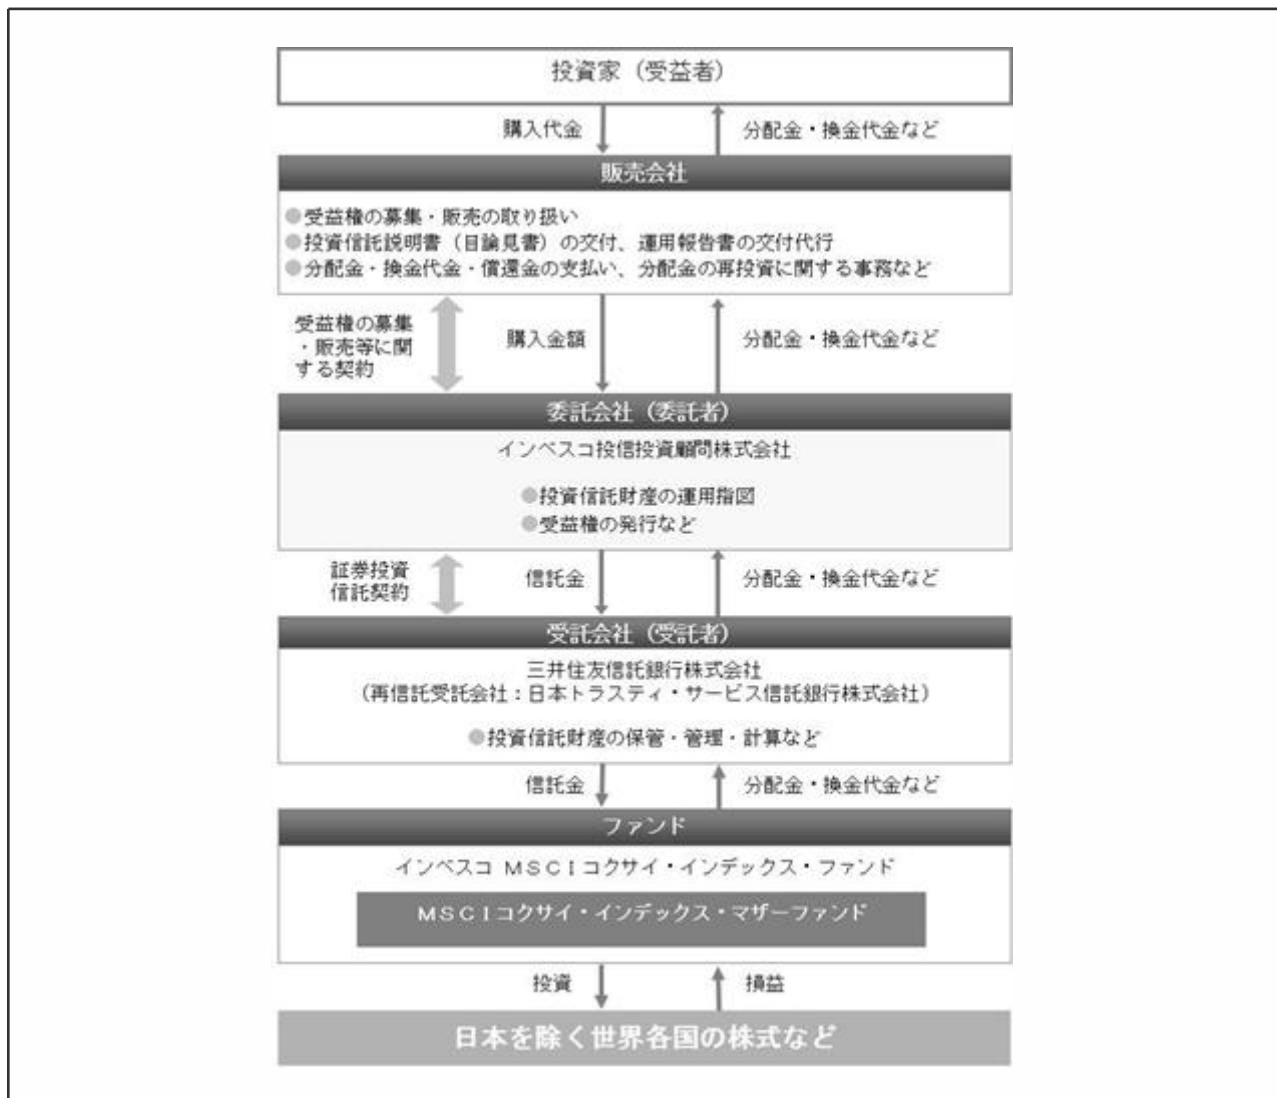 投資家（受益者）
購入代金
分配金・換金代金など
販売会社
●受益権の募集・販売の取り扱い
●投資信託説明書（目論見書）の交付、運用報告書の交付代行
●分配金・換金代金・償還金の支払い、分配金の再投資に関する事務など
受益権の募集
・販売等に関
する契約
購入金額
分配金・換金代金など
委託会社（委託者）
インベスコ投信投資顧問株式会社
●投資信託財産の運用指図
●受益権の発行など
証券投資
信託契約
信託金
分配金・換金代金など
受託会社（受託者）
三井住友信託銀行株式会社
（再信託受託会社：日本トラスティ・サービス信託銀行株式会社）
●投資信託財産の保管・管理・計算など
信託金
分配金・換金代金など
ファンド
インベスコ ＭＳＣＩコクサイ・インデックス・ファンド
ＭＳＣＩコクサイ・インデックス・マザーファンド
投資
損益
日本を除く世界各国の株式など